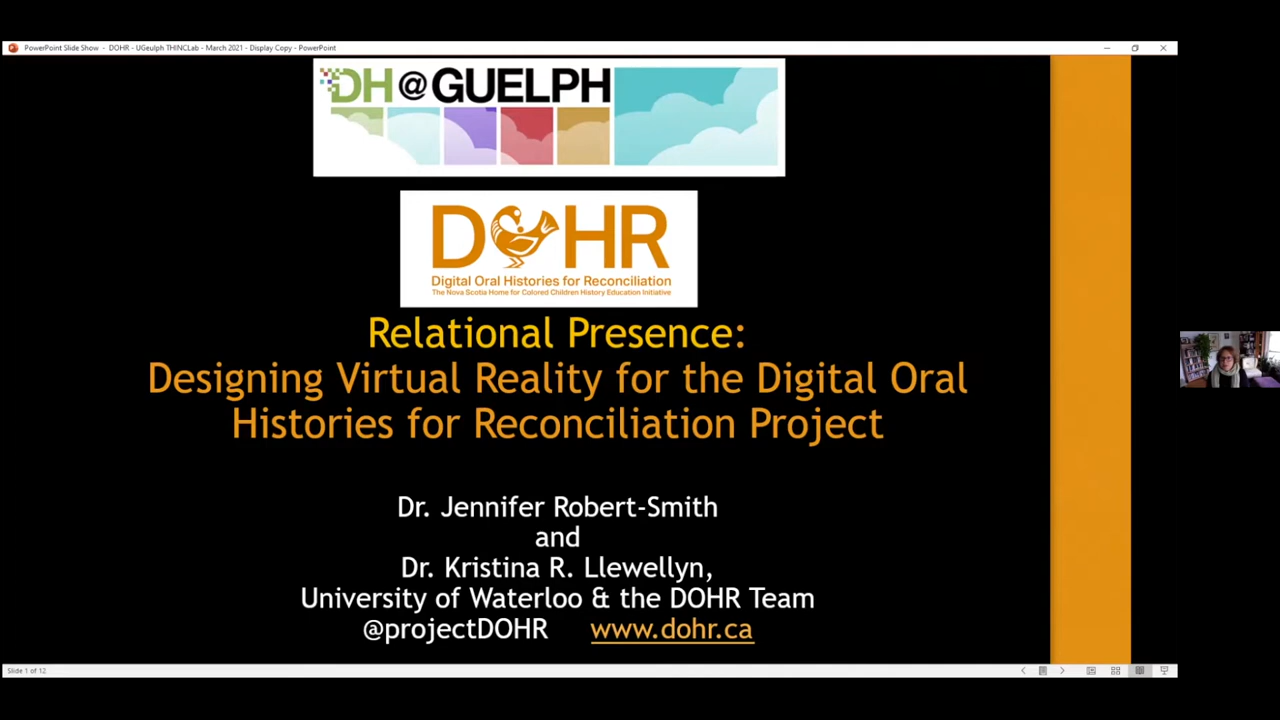 PowerPoint Slide Show - DOHR - UGeulph THINCLab - March 2021 - Display Copy - PowerPoint
DH@GUELPH
DOHR
Digital Oral Histories for Reconciliation
The Nova Scotia Home for Colored Children History Education Initiative
Relational Presence:
Designing Virtual Reality for the Digital Oral
Histories for Reconciliation Project
Dr. Jennifer Robert-Smith
and
Dr. Kristina R. Llewellyn,
University of Waterloo & the DOHR Team
@projectDOHR www.dohr.ca
Slide 1 of 12